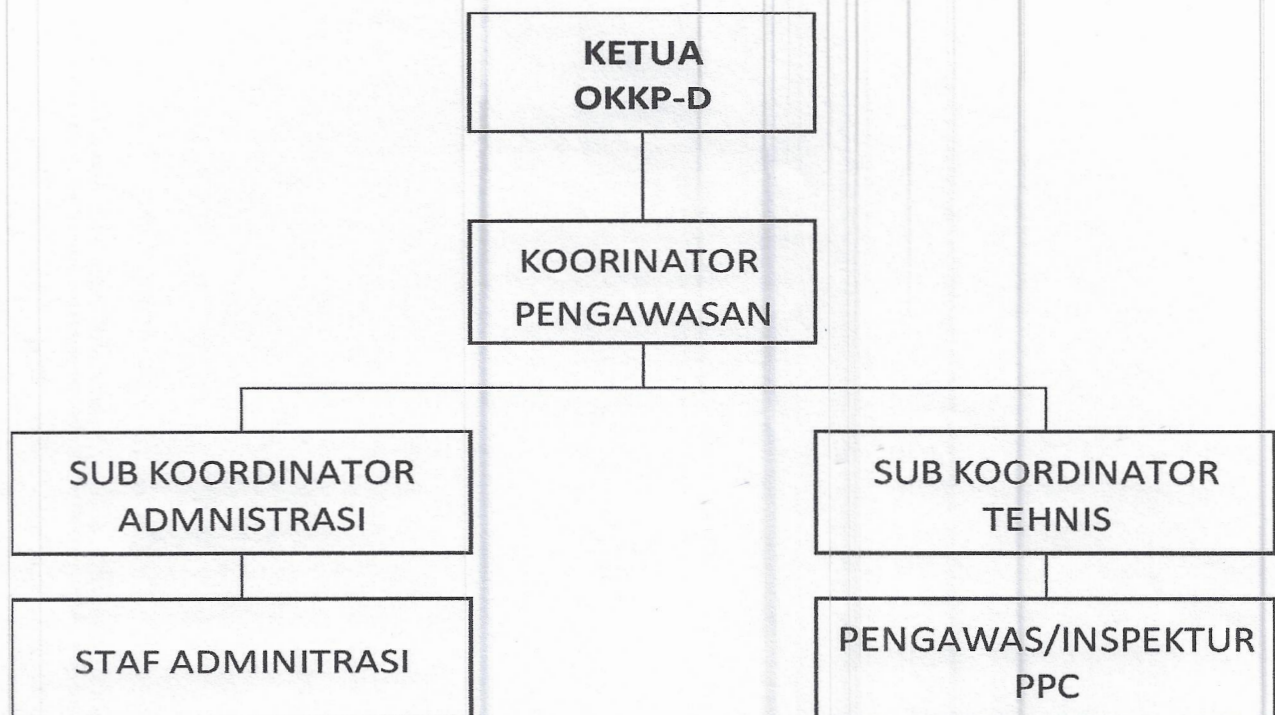 KETUA
OKKP-D
KOORINATOR
PENGAWASAN
SUB KOORDINATOR
ADMNISTRASI
SUB KOORDINATOR
TEHNIS
STAF ADMINITRASI
PENGAWAS/INSPEKTUR
PPC